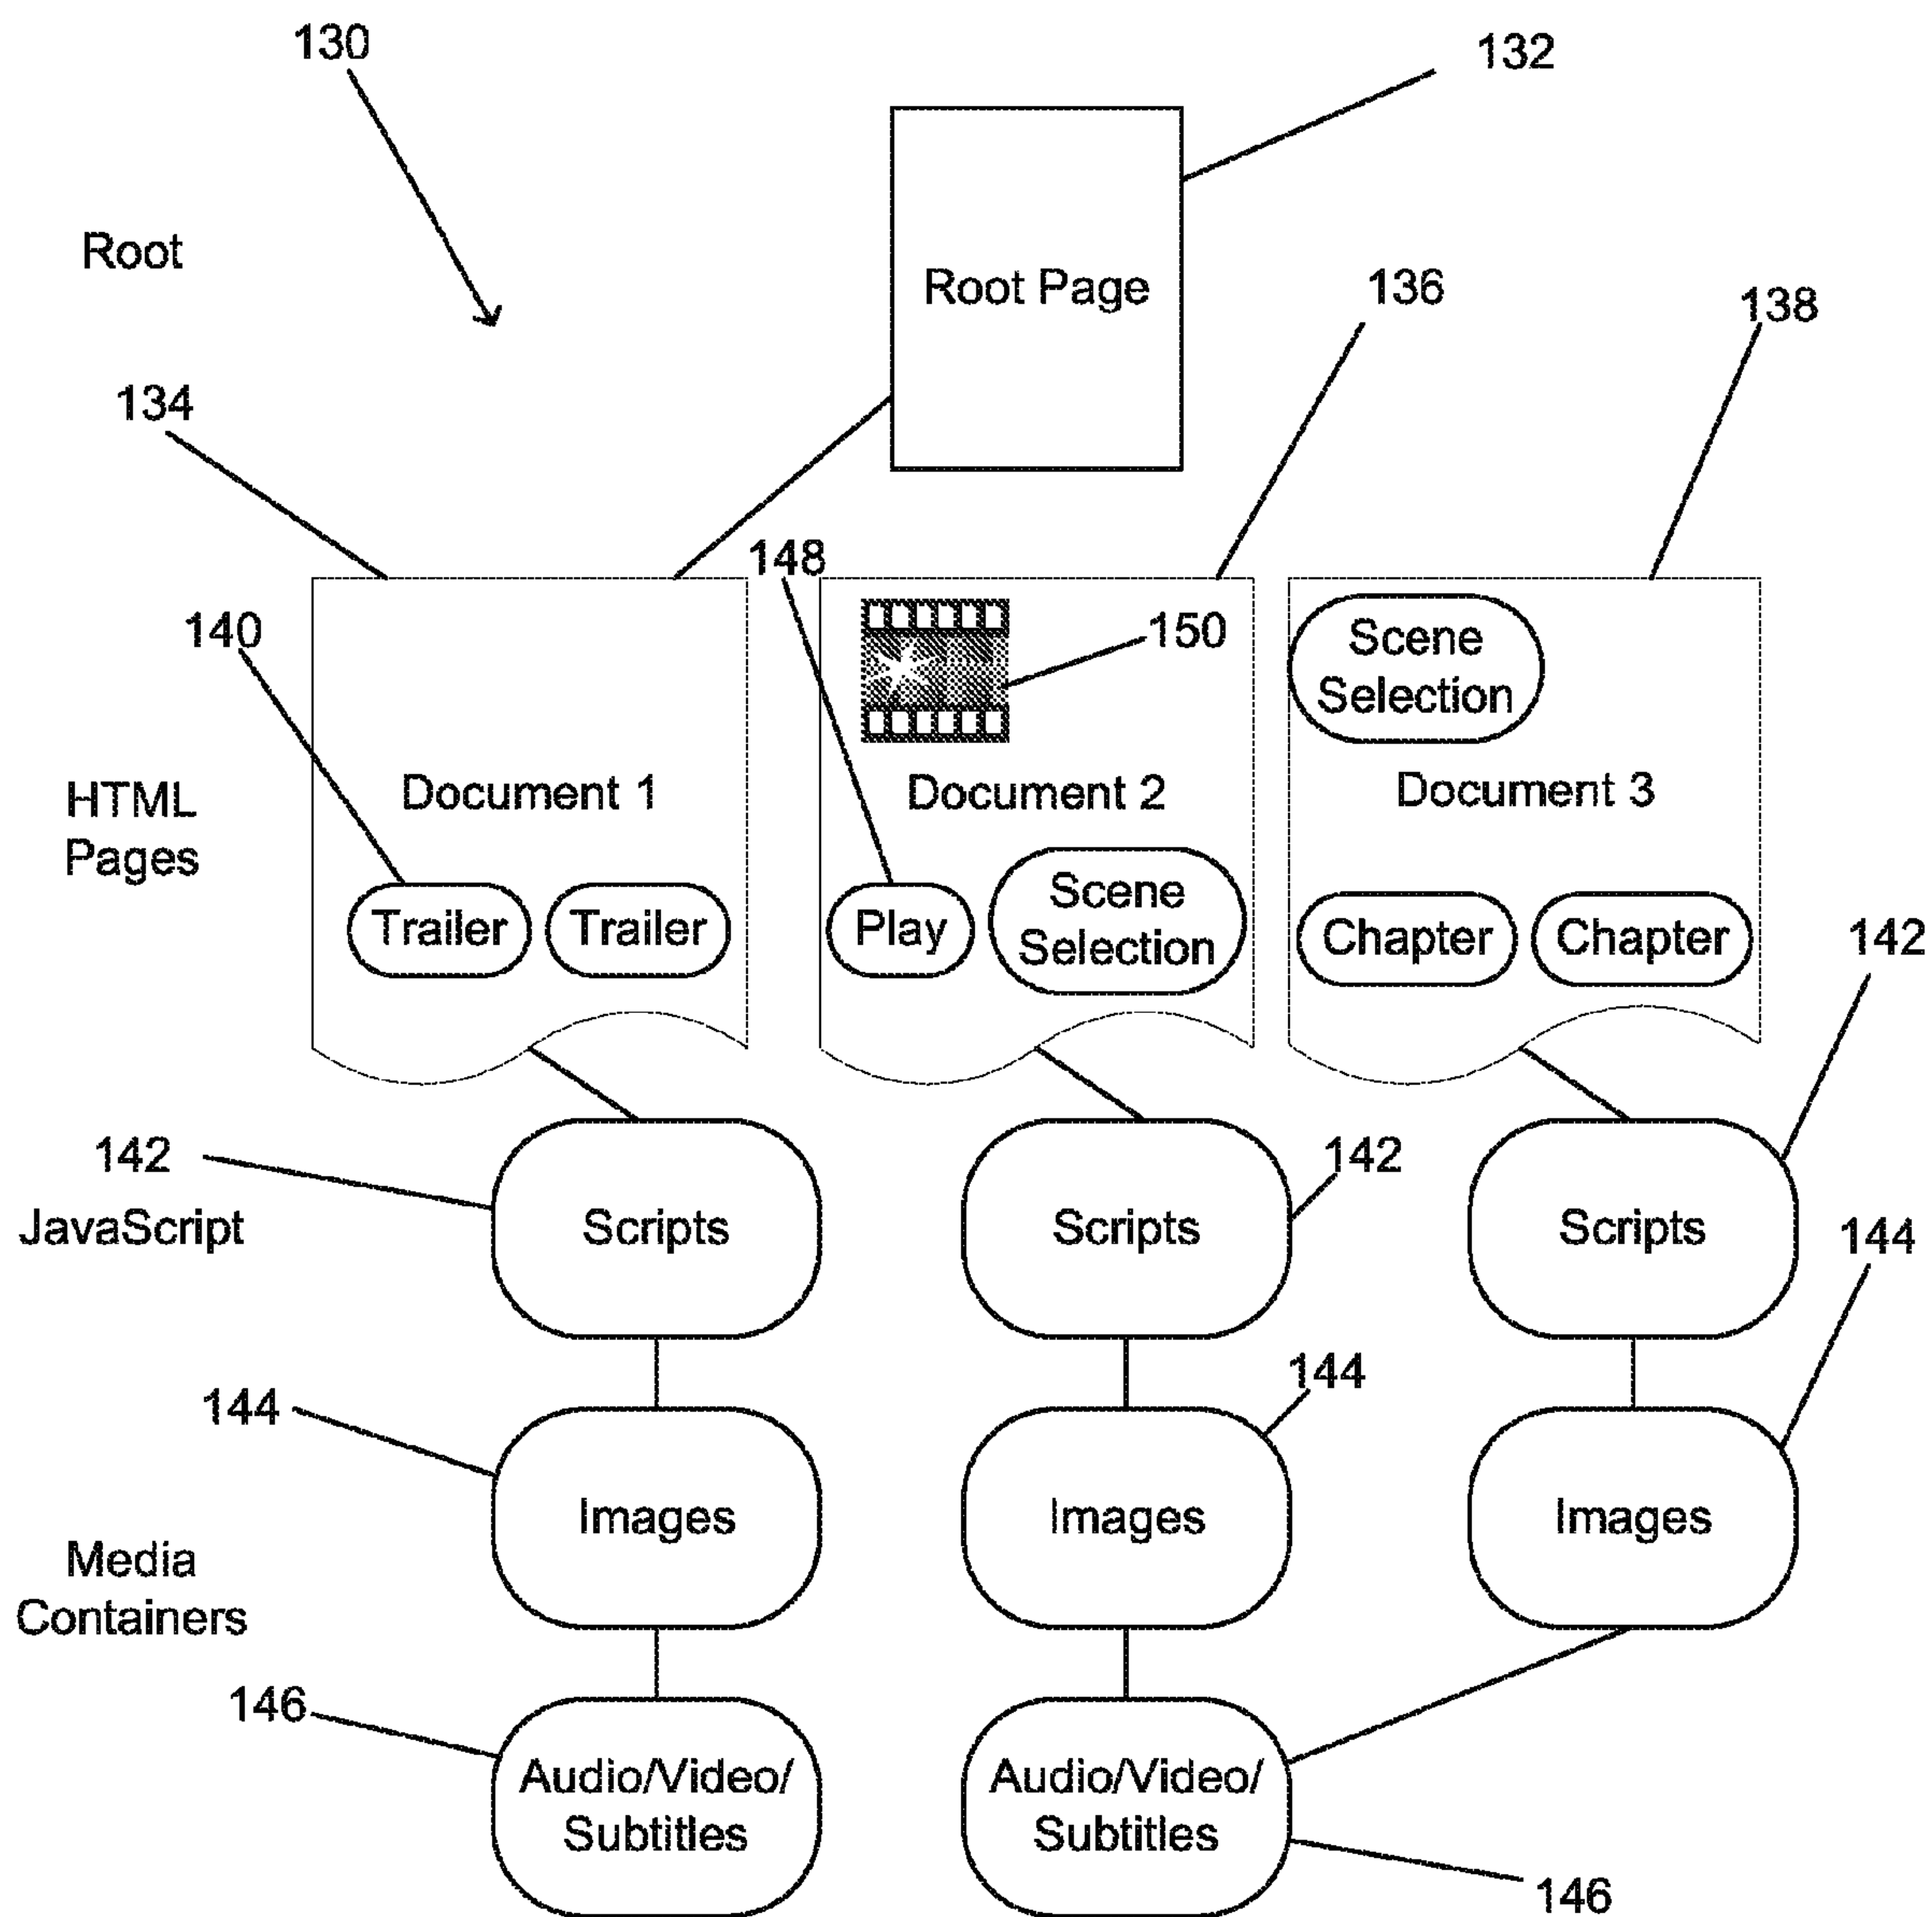 130
132
Root
Root Page
136
138
134
148
140
150
Scene
Selection
HTML
Pages
Document 1
Document 2
Document 3
Trailer
Trailer
Play
Scene
Selection
Chapter
Chapter
142
142
JavaScript
Scripts
142
Scripts
Scripts
144
144
Images
144
Images
Images
Media
Containers
146
Audio/Video/
Subtitles
Audio/Video/
Subtitles
146